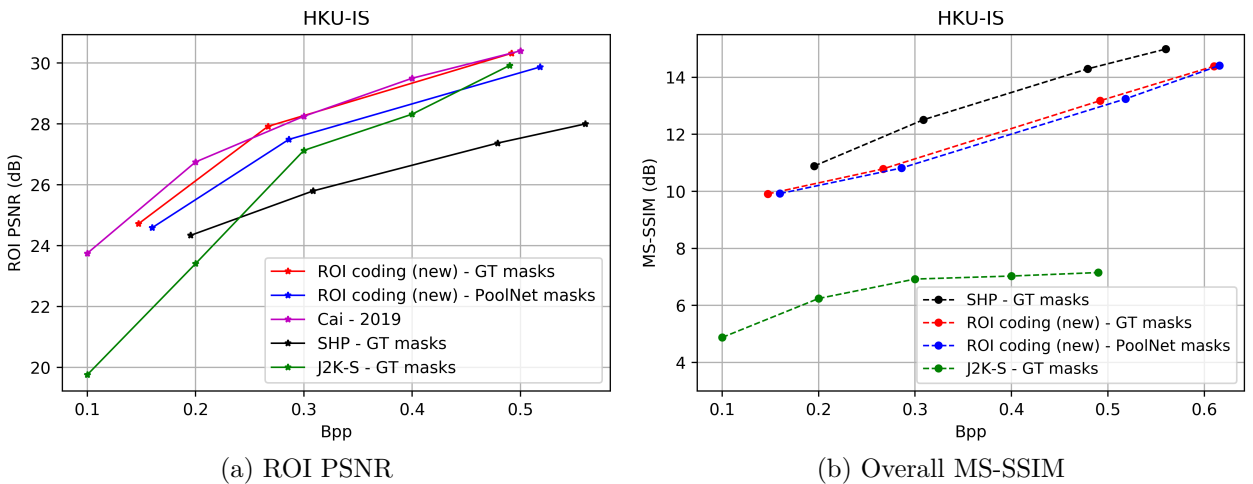 HKU-IS
ROI PSNR (dB)
30
28
26
24
22
20
0.1 0.2 0.3 0.4 0.5
Bpp
ROI coding (new) - GT masks
ROI coding (new) - PoolNet masks
Cai - 2019
SHP - GT masks
J2K-S - GT masks
(a) ROI PSNR
HKU-IS
MS-SSIM (dB)
14
12
10
8
6
4
0.1 0.2 0.3 0.4 0.5 0.6
Bpp
SHP - GT masks
ROI coding (new) - GT masks
ROI coding (new) - PoolNet masks
J2K-S - GT masks
(b) Overall MS-SSIM